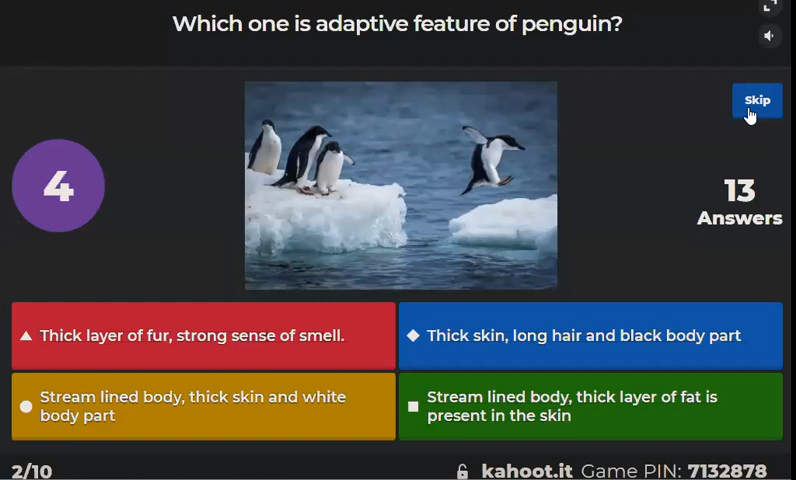 Which one is adaptive feature of penguin?
Skip
4
13
Answers
Thick layer of fur, strong sense of smell.
Thick skin, long hair and black body part
Stream lined body, thick skin and white
body part
Stream lined body, thick layer of fat is
present in the skin
2/10
kahoot.it Game PIN: 7132878